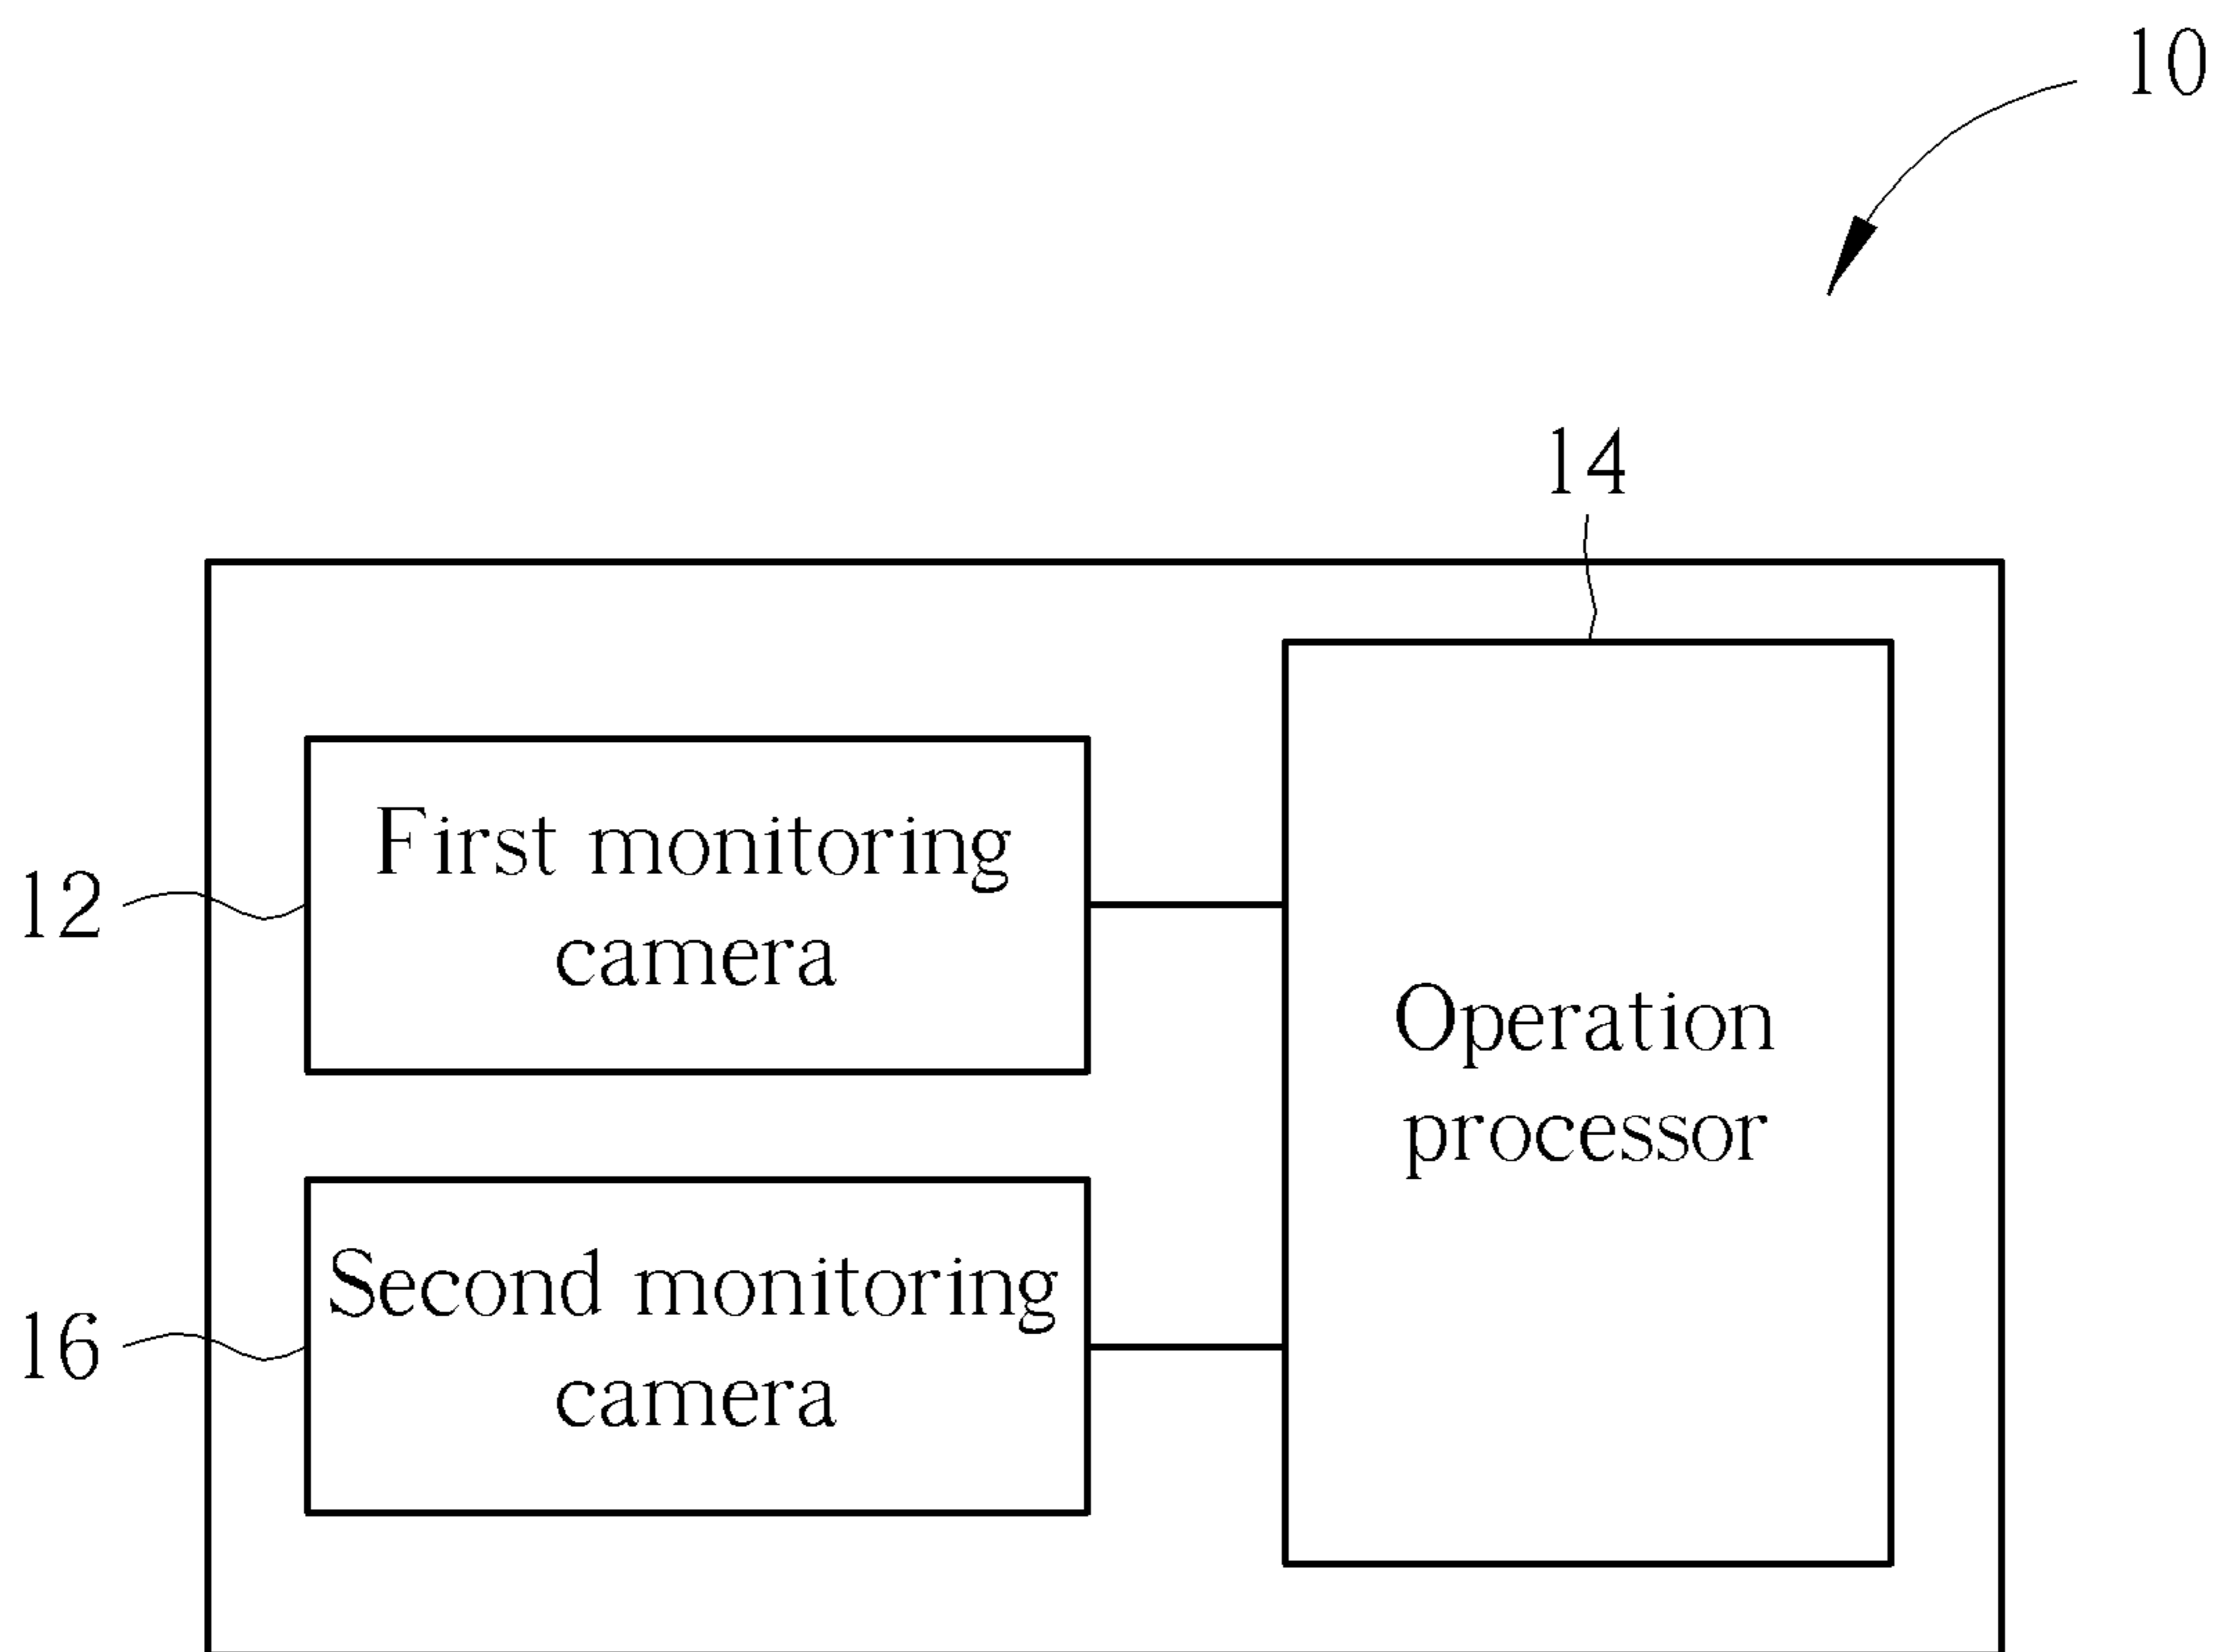 10
14
First monitoring
camera
12
Operation
processor
Second monitoring
camera
16